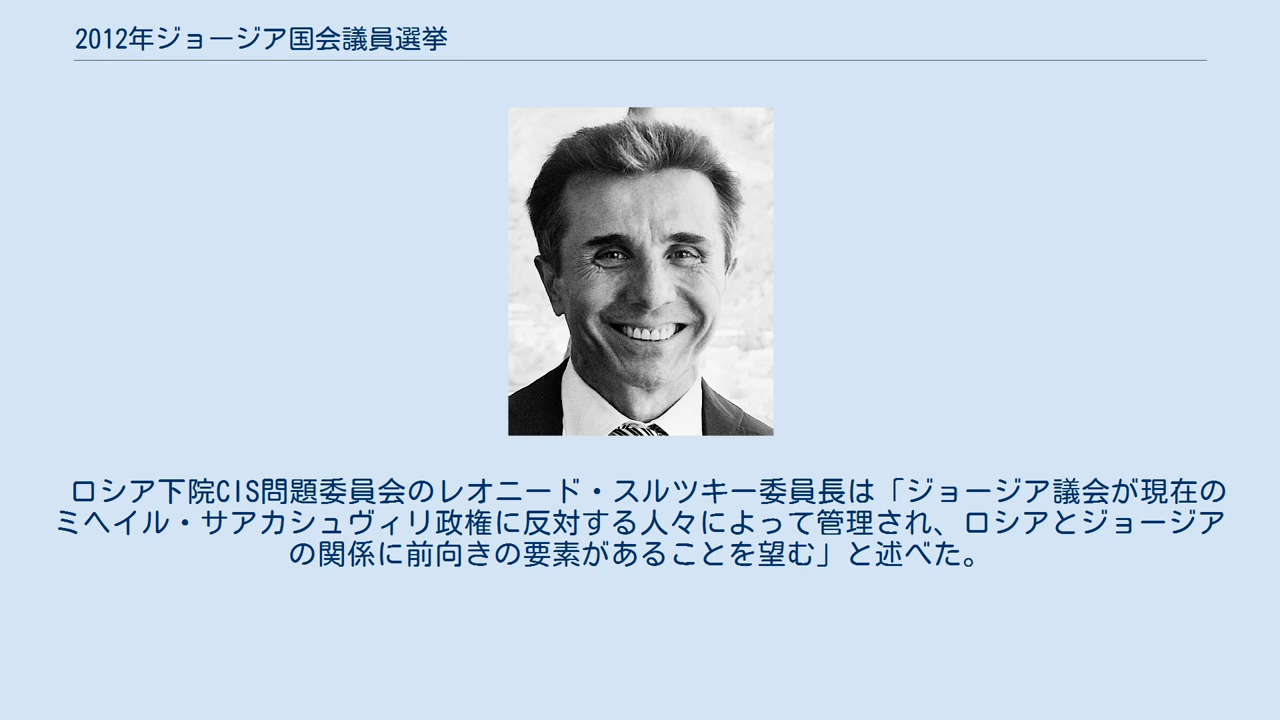 2012年ジョージア国会議員選挙
ロシア下院CIS問題委員会のレオニード・スルツキー委員長は「ジョージア議会が現在の
ミヘイル・サアカシュヴィリ政権に反対する人々によって管理され、ロシアとジョージア
の関係に前向きの要素があることを望む」と述べた。